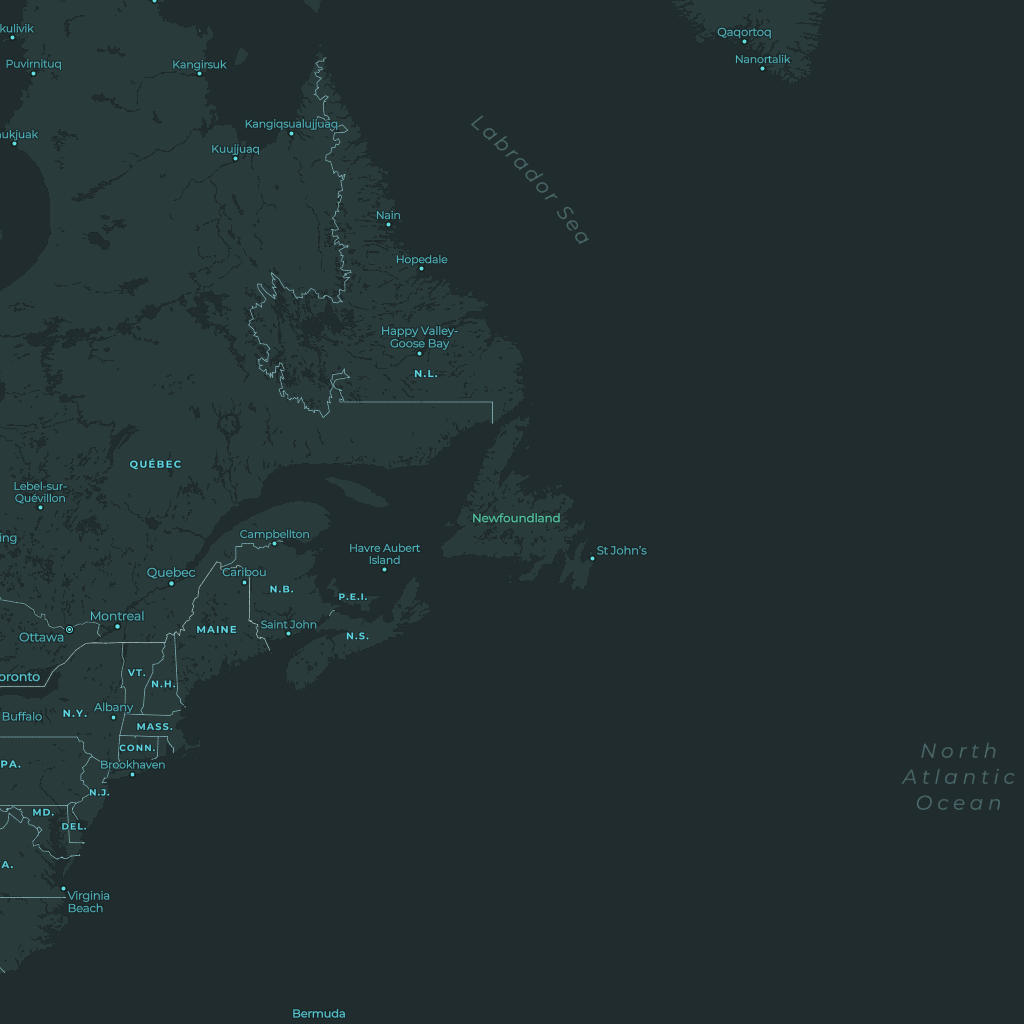 Qaqortoq
Nanortalik
kulivik
Puvirnituq
Kangirsuk
Labrador Sea
Kangiqsualujjuaq
ukjuak
Kuujjuaq
Nain
Hopedale
Happy Valley-
Goose Bay
N.L.
QUÉBEC
Lebel-sur-
Quévillon
Newfoundland
ing
Campbellton
Havre Aubert
Island
St John's
Quebec
Caribou
N.B.
P.E.I.
Montreal
Ottawa
MAINE
Saint John
N.S.
oronto
VT.
N.H.
Buffalo
N.Y.
Albany
MASS.
CONN.
North
Atlantic
Ocean
PA.
Brookhaven
N.J.
MD.
DEL.
A.
Virginia
Beach
Bermuda